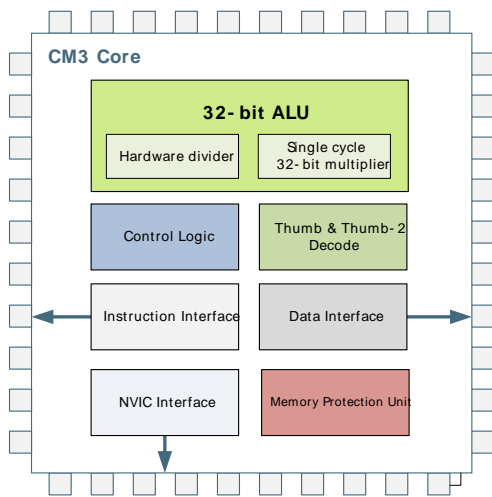 CM3 Core
32- bit ALU
Hardware divider
Single cycle
32- bit multiplier
Control Logic
Thumb & Thumb- 2
Decode
Instruction Interface
Data Interface
NVIC Interface
Memory Protection Unit